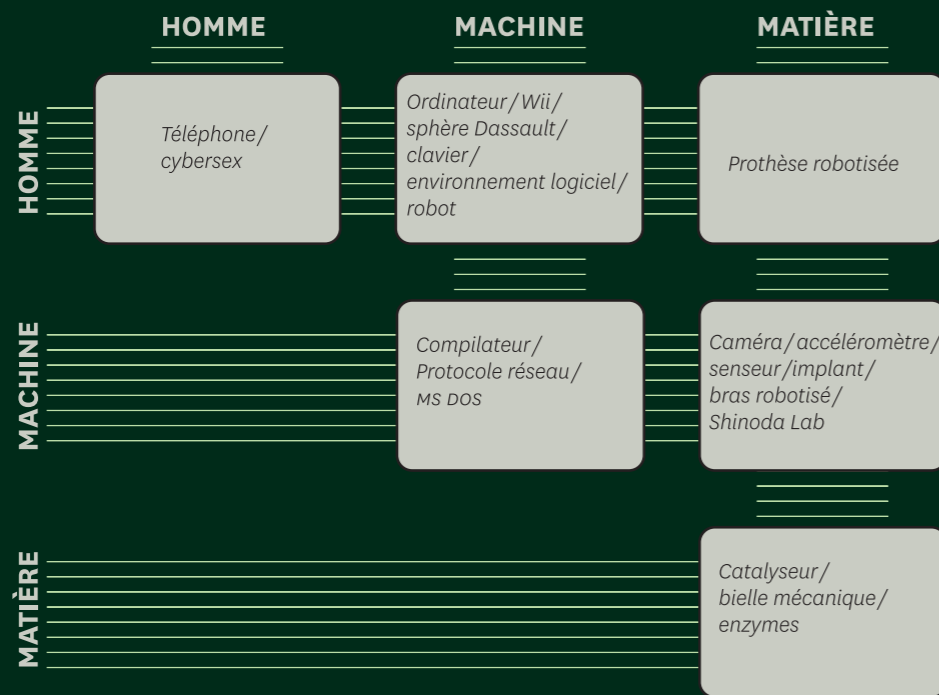 HOMME
MACHINE
MATIÈRE
HOMME
Téléphone/
cybersex
Ordinateur/Wii/
sphère Dassault/
clavier/
environnement logiciel/
robot
Prothèse robotisée
MACHINE
Compilateur/
Protocole réseau/
MS DOS
Caméra/accéléromètre/
senseur/implant/
bras robotisé/
Shinoda Lab
MATIÈRE
Catalyseur/
bielle mécanique/
enzymes